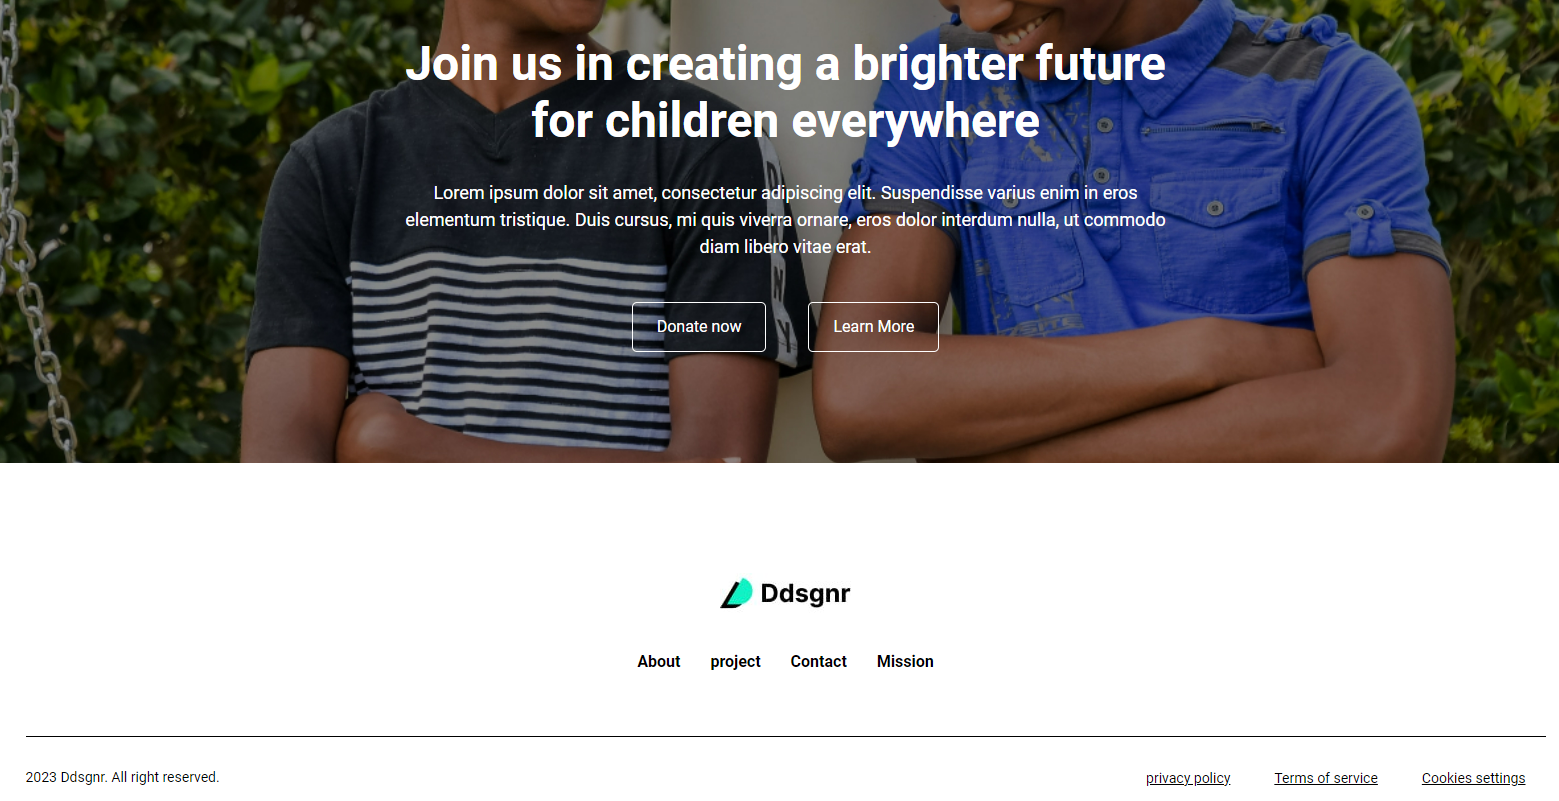 Join us in creating a brighter future
for children everywhere
Lorem ipsum dolor sit amet, consectetur adipiscing elit. Suspendisse varius enim in eros
elementum tristique. Duis cursus, mi quis viverra ornare, eros dolor interdum nulla, ut commodo
diam libero vitae erat.
Donate now
Learn More
Ddsgnr
About project Contact Mission
2023 Ddsgnr. All right reserved.
privacy policy Terms of service Cookies settings